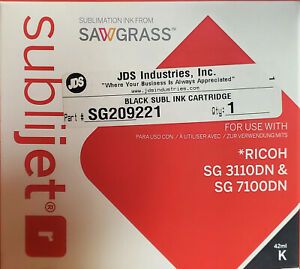 SUBLIMATION INK FROM
SAWGRASS™
sublijet®
r
JDS
JDS Industries, Inc.
"Where Your Business is Always Appreciated"
www.jdsindustries.com
1
BLACK SUBL INK CARTRIDGE
Part # SG209221 Qty: 1
FOR USE WITH
PARA USO CON / À UTILISER AVEC / ZUR VERWENDUNG MITS
*RICOH
SG 3110DN &
SG 7100DN
42ml
K